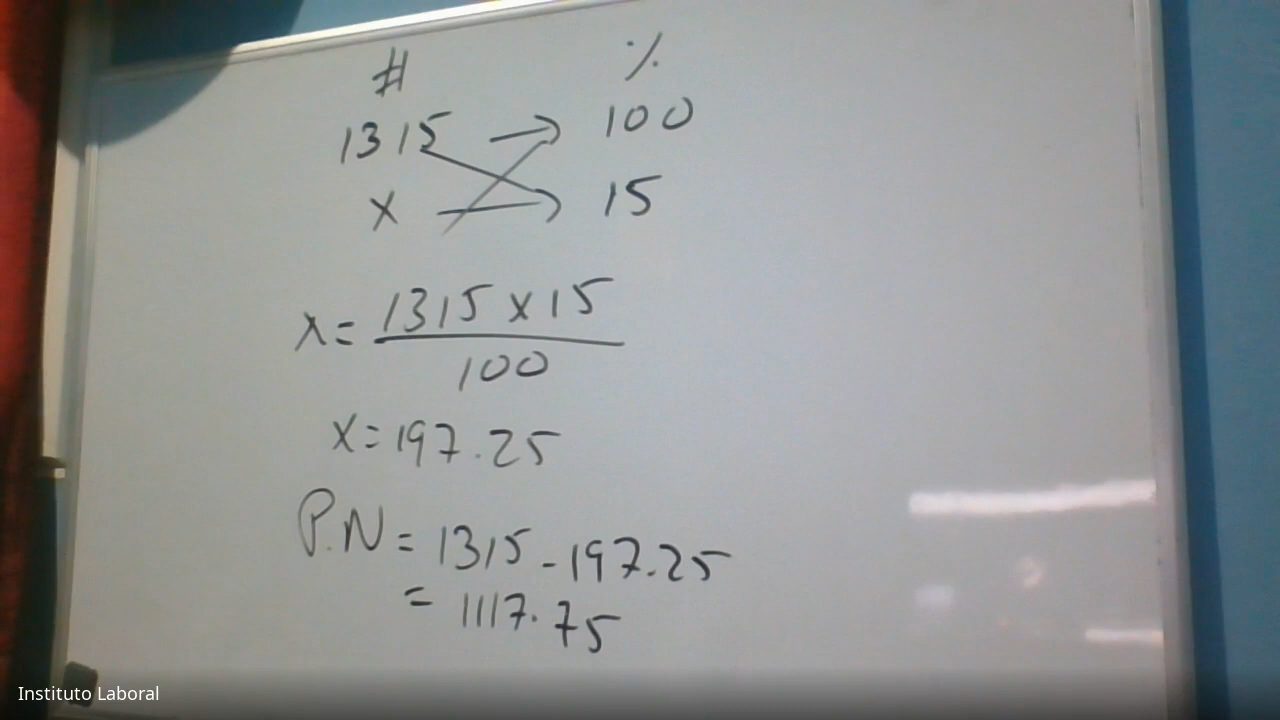 # %
1315 → 100
x → 15
x = 1315 x 15
100
x = 197.25
P.N = 1315 - 197.25
= 1117.75
Instituto Laboral